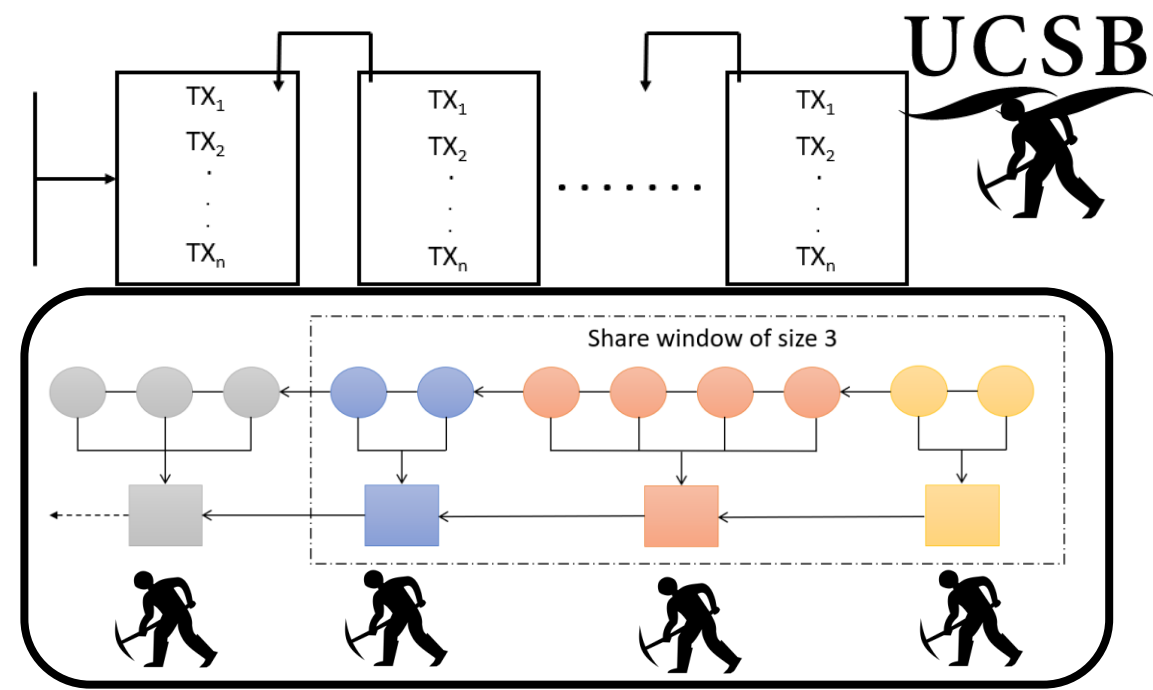 UCSB
TX1
TX2
.
.
.
TXn
TX1
TX2
.
.
.
TXn
.......
TX1
TX2
.
.
.
TXn
Share window of size 3